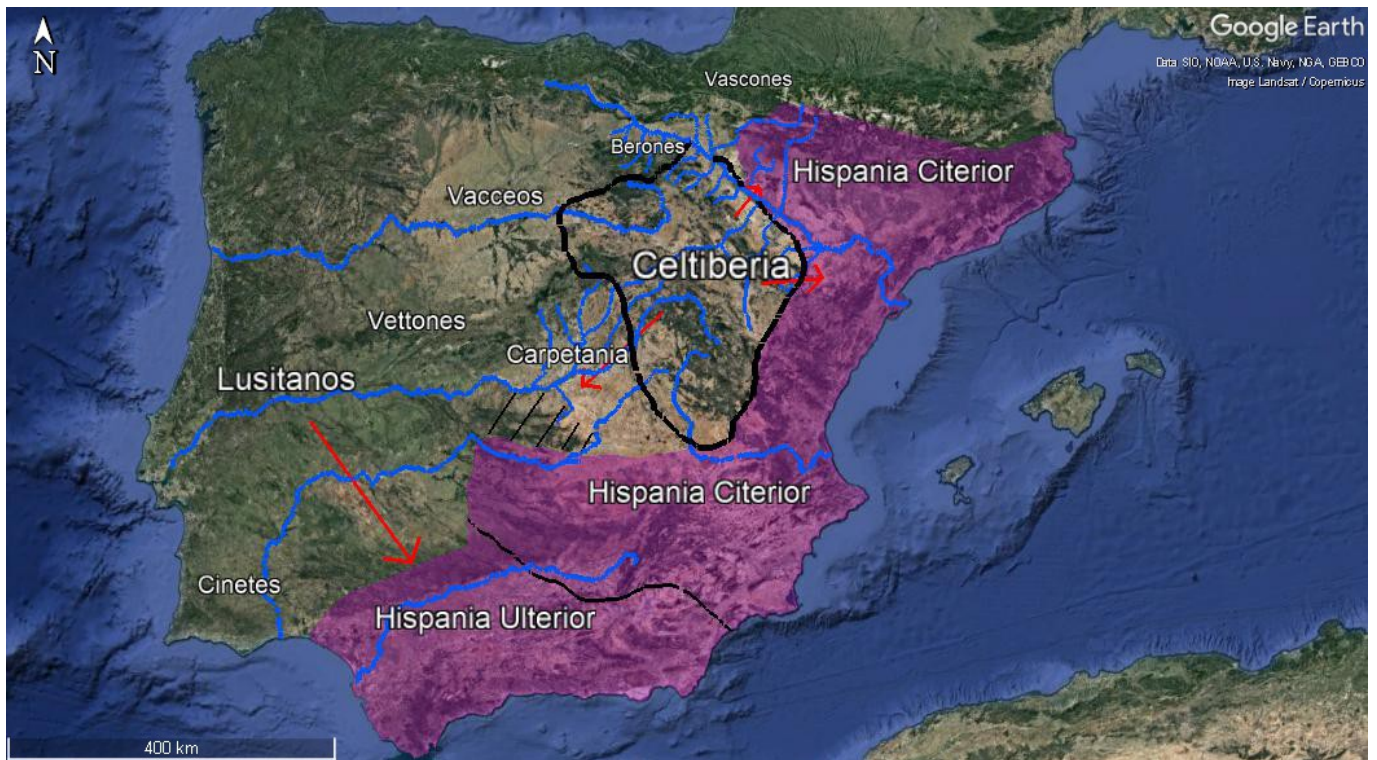 N
Google Earth
Data SIO, NOAA, U.S. Navy, NGA, GEBCO
Image Landsat / Copernicus
Vascones
Berones
Hispania Citerior
Vacceos
Celtiberia
Vettones
Carpetania
Lusitanos
Hispania Citerior
Cinetes
Hispania Ulterior
400 km